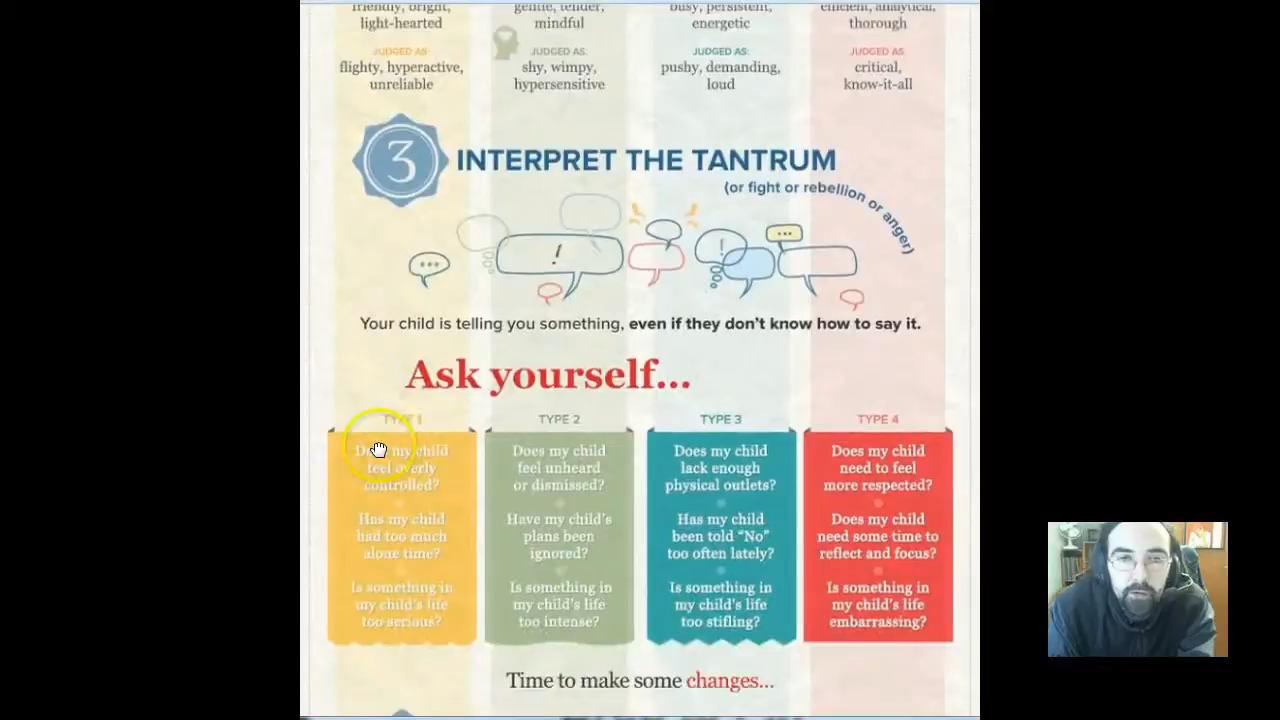 friendly, bright,
light-hearted
gentle, tender,
mindful
busy, persistent,
energetic
efficient, analytical,
thorough
JUDGED AS:
flighty, hyperactive,
unreliable
JUDGED AS:
shy, wimpy,
hypersensitive
JUDGED AS:
pushy, demanding,
loud
JUDGED AS:
critical,
know-it-all
3
INTERPRET THE TANTRUM
(or fight or rebellion or anger)
!
!
Your child is telling you something, even if they don't know how to say it.
Ask yourself...
TYPE 1
Does my child
feel overly
controlled?
Has my child
had too much
alone time?
Is something in
my child's life
too serious?
TYPE 2
Does my child
feel unheard
or dismissed?
Have my child's
plans been
ignored?
Is something in
my child's life
too intense?
TYPE 3
Does my child
lack enough
physical outlets?
Has my child
been told "No"
too often lately?
Is something in
my child's life
too stifling?
TYPE 4
Does my child
need to feel
more respected?
Does my child
need some time to
reflect and focus?
Is something in
my child's life
embarrassing?
Time to make some changes...